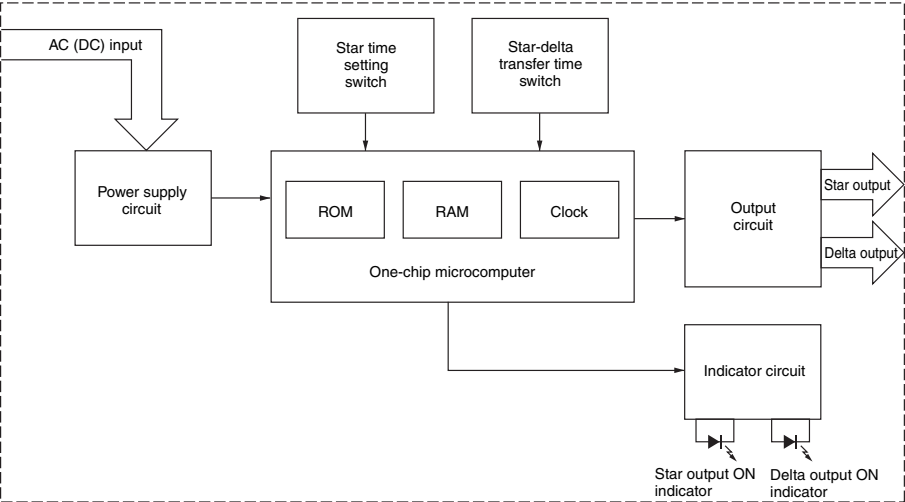 AC (DC) input
Star time
setting
switch
Star-delta
transfer time
switch
Power supply
circuit
ROM
RAM
Clock
One-chip microcomputer
Output
circuit
Star output
Delta output
Indicator circuit
Star output ON
indicator
Delta output ON
indicator